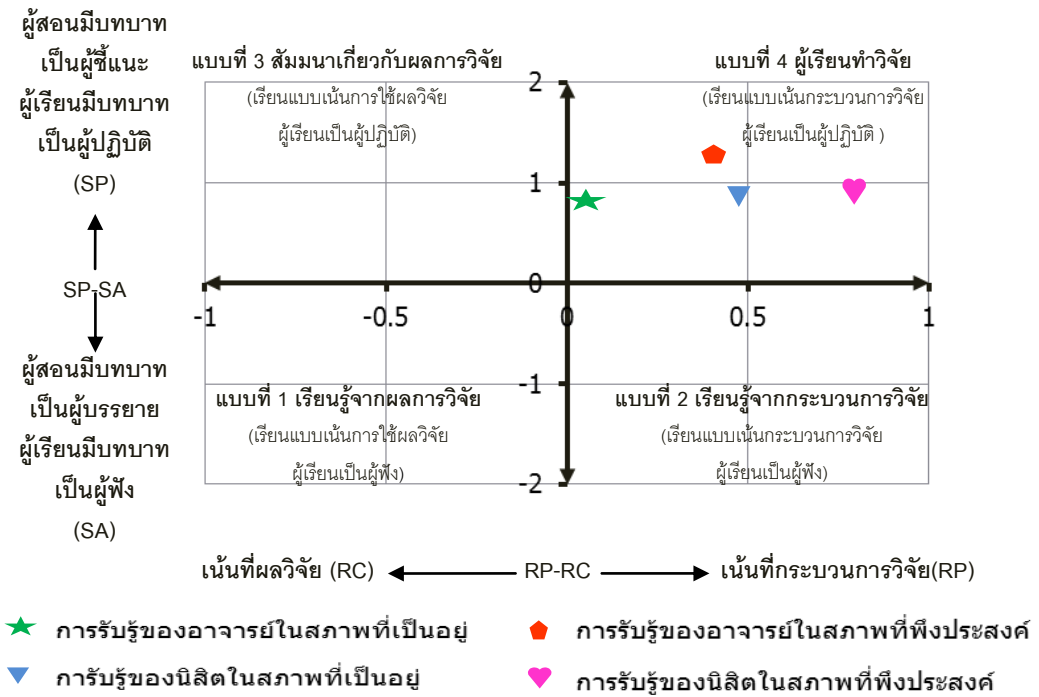 ผู้สอนมีบทบาท
เป็นผู้ชี้แนะ
ผู้เรียนมีบทบาท
เป็นผู้ปฏิบัติ
(SP)
SP-SA
ผู้สอนมีบทบาท
เป็นผู้บรรยาย
ผู้เรียนมีบทบาท
เป็นผู้ฟัง
(SA)
แบบที่ 3 สัมมนาเกี่ยวกับผลการวิจัย
(เรียนแบบเน้นการใช้ผลวิจัย
ผู้เรียนเป็นผู้ปฏิบัติ)
แบบที่ 4 ผู้เรียนทำวิจัย
(เรียนแบบเน้นกระบวนการวิจัย
ผู้เรียนเป็นผู้ปฏิบัติ )
2
1
0
-1 -0.5 0 0.5 1
-1
-2
แบบที่ 1 เรียนรู้จากผลการวิจัย
(เรียนแบบเน้นการใช้ผลวิจัย
ผู้เรียนเป็นผู้ฟัง)
แบบที่ 2 เรียนรู้จากกระบวนการวิจัย
(เรียนแบบเน้นกระบวนการวิจัย
ผู้เรียนเป็นผู้ฟัง)
เน้นที่ผลวิจัย (RC) RP-RC เน้นที่กระบวนการวิจัย(RP)
การรับรู้ของอาจารย์ในสภาพที่เป็นอยู่ การรับรู้ของอาจารย์ในสภาพที่พึงประสงค์
การับรู้ของนิสิตในสภาพที่เป็นอยู่ การรับรู้ของนิสิตในสภาพที่พึงประสงค์